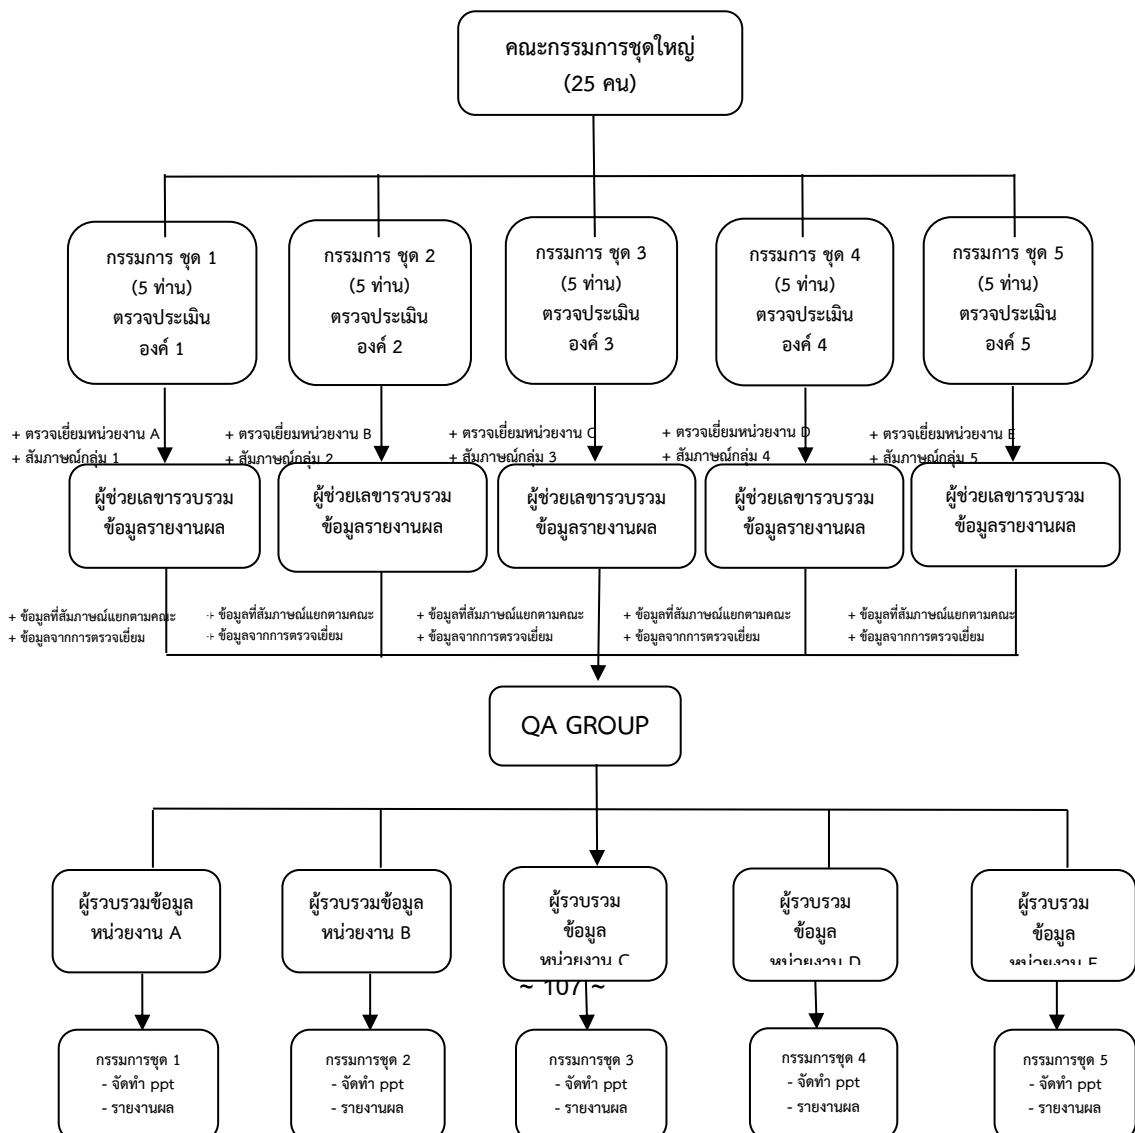 คณะกรรมการชุดใหญ่
(25 คน)
กรรมการ ชุด 1
(5 ท่าน)
ตรวจประเมิน
องค์ 1
กรรมการ ชุด 2
(5 ท่าน)
ตรวจประเมิน
องค์ 2
กรรมการ ชุด 3
(5 ท่าน)
ตรวจประเมิน
องค์ 3
กรรมการ ชุด 4
(5 ท่าน)
ตรวจประเมิน
องค์ 4
กรรมการ ชุด 5
(5 ท่าน)
ตรวจประเมิน
องค์ 5
+ ตรวจเยี่ยมหน่วยงาน A
+ สัมภาษณ์กลุ่ม 1
+ ตรวจเยี่ยมหน่วยงาน B
+ สัมภาษณ์กลุ่ม 2
+ ตรวจเยี่ยมหน่วยงาน C
+ สัมภาษณ์กลุ่ม 3
+ ตรวจเยี่ยมหน่วยงาน D
+ สัมภาษณ์กลุ่ม 4
+ ตรวจเยี่ยมหน่วยงาน E
+ สัมภาษณ์กลุ่ม 5
ผู้ช่วยเลขารวบรวม
ข้อมูลรายงานผล
ผู้ช่วยเลขารวบรวม
ข้อมูลรายงานผล
ผู้ช่วยเลขารวบรวม
ข้อมูลรายงานผล
ผู้ช่วยเลขารวบรวม
ข้อมูลรายงานผล
ผู้ช่วยเลขารวบรวม
ข้อมูลรายงานผล
+ ข้อมูลที่สัมภาษณ์แยกตามคณะ
+ ข้อมูลจากการตรวจเยี่ยม
+ ข้อมูลที่สัมภาษณ์แยกตามคณะ
+ ข้อมูลจากการตรวจเยี่ยม
+ ข้อมูลที่สัมภาษณ์แยกตามคณะ
+ ข้อมูลจากการตรวจเยี่ยม
+ ข้อมูลที่สัมภาษณ์แยกตามคณะ
+ ข้อมูลจากการตรวจเยี่ยม
+ ข้อมูลที่สัมภาษณ์แยกตามคณะ
+ ข้อมูลจากการตรวจเยี่ยม
QA GROUP
ผู้รวบรวมข้อมูล
หน่วยงาน A
ผู้รวบรวมข้อมูล
หน่วยงาน B
ผู้รวบรวม
ข้อมูล
หน่วยงาน C
ผู้รวบรวม
ข้อมูล
หน่วยงาน D
ผู้รวบรวม
ข้อมูล
หน่วยงาน E
~ 107 ~
กรรมการชุด 1
- จัดทำ ppt
- รายงานผล
กรรมการชุด 2
- จัดทำ ppt
- รายงานผล
กรรมการชุด 3
- จัดทำ ppt
- รายงานผล
กรรมการชุด 4
- จัดทำ ppt
- รายงานผล
กรรมการชุด 5
- จัดทำ ppt
- รายงานผล